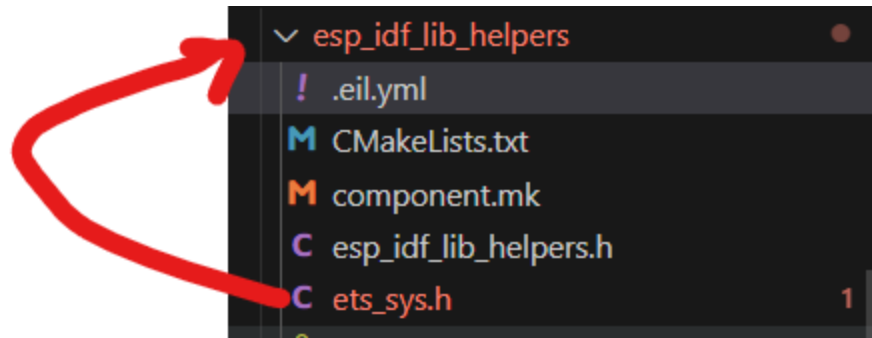 esp_idf_lib_helpers
! .eil.yml
M CMakeLists.txt
M component.mk
C esp_idf_lib_helpers.h
C ets_sys.h 1